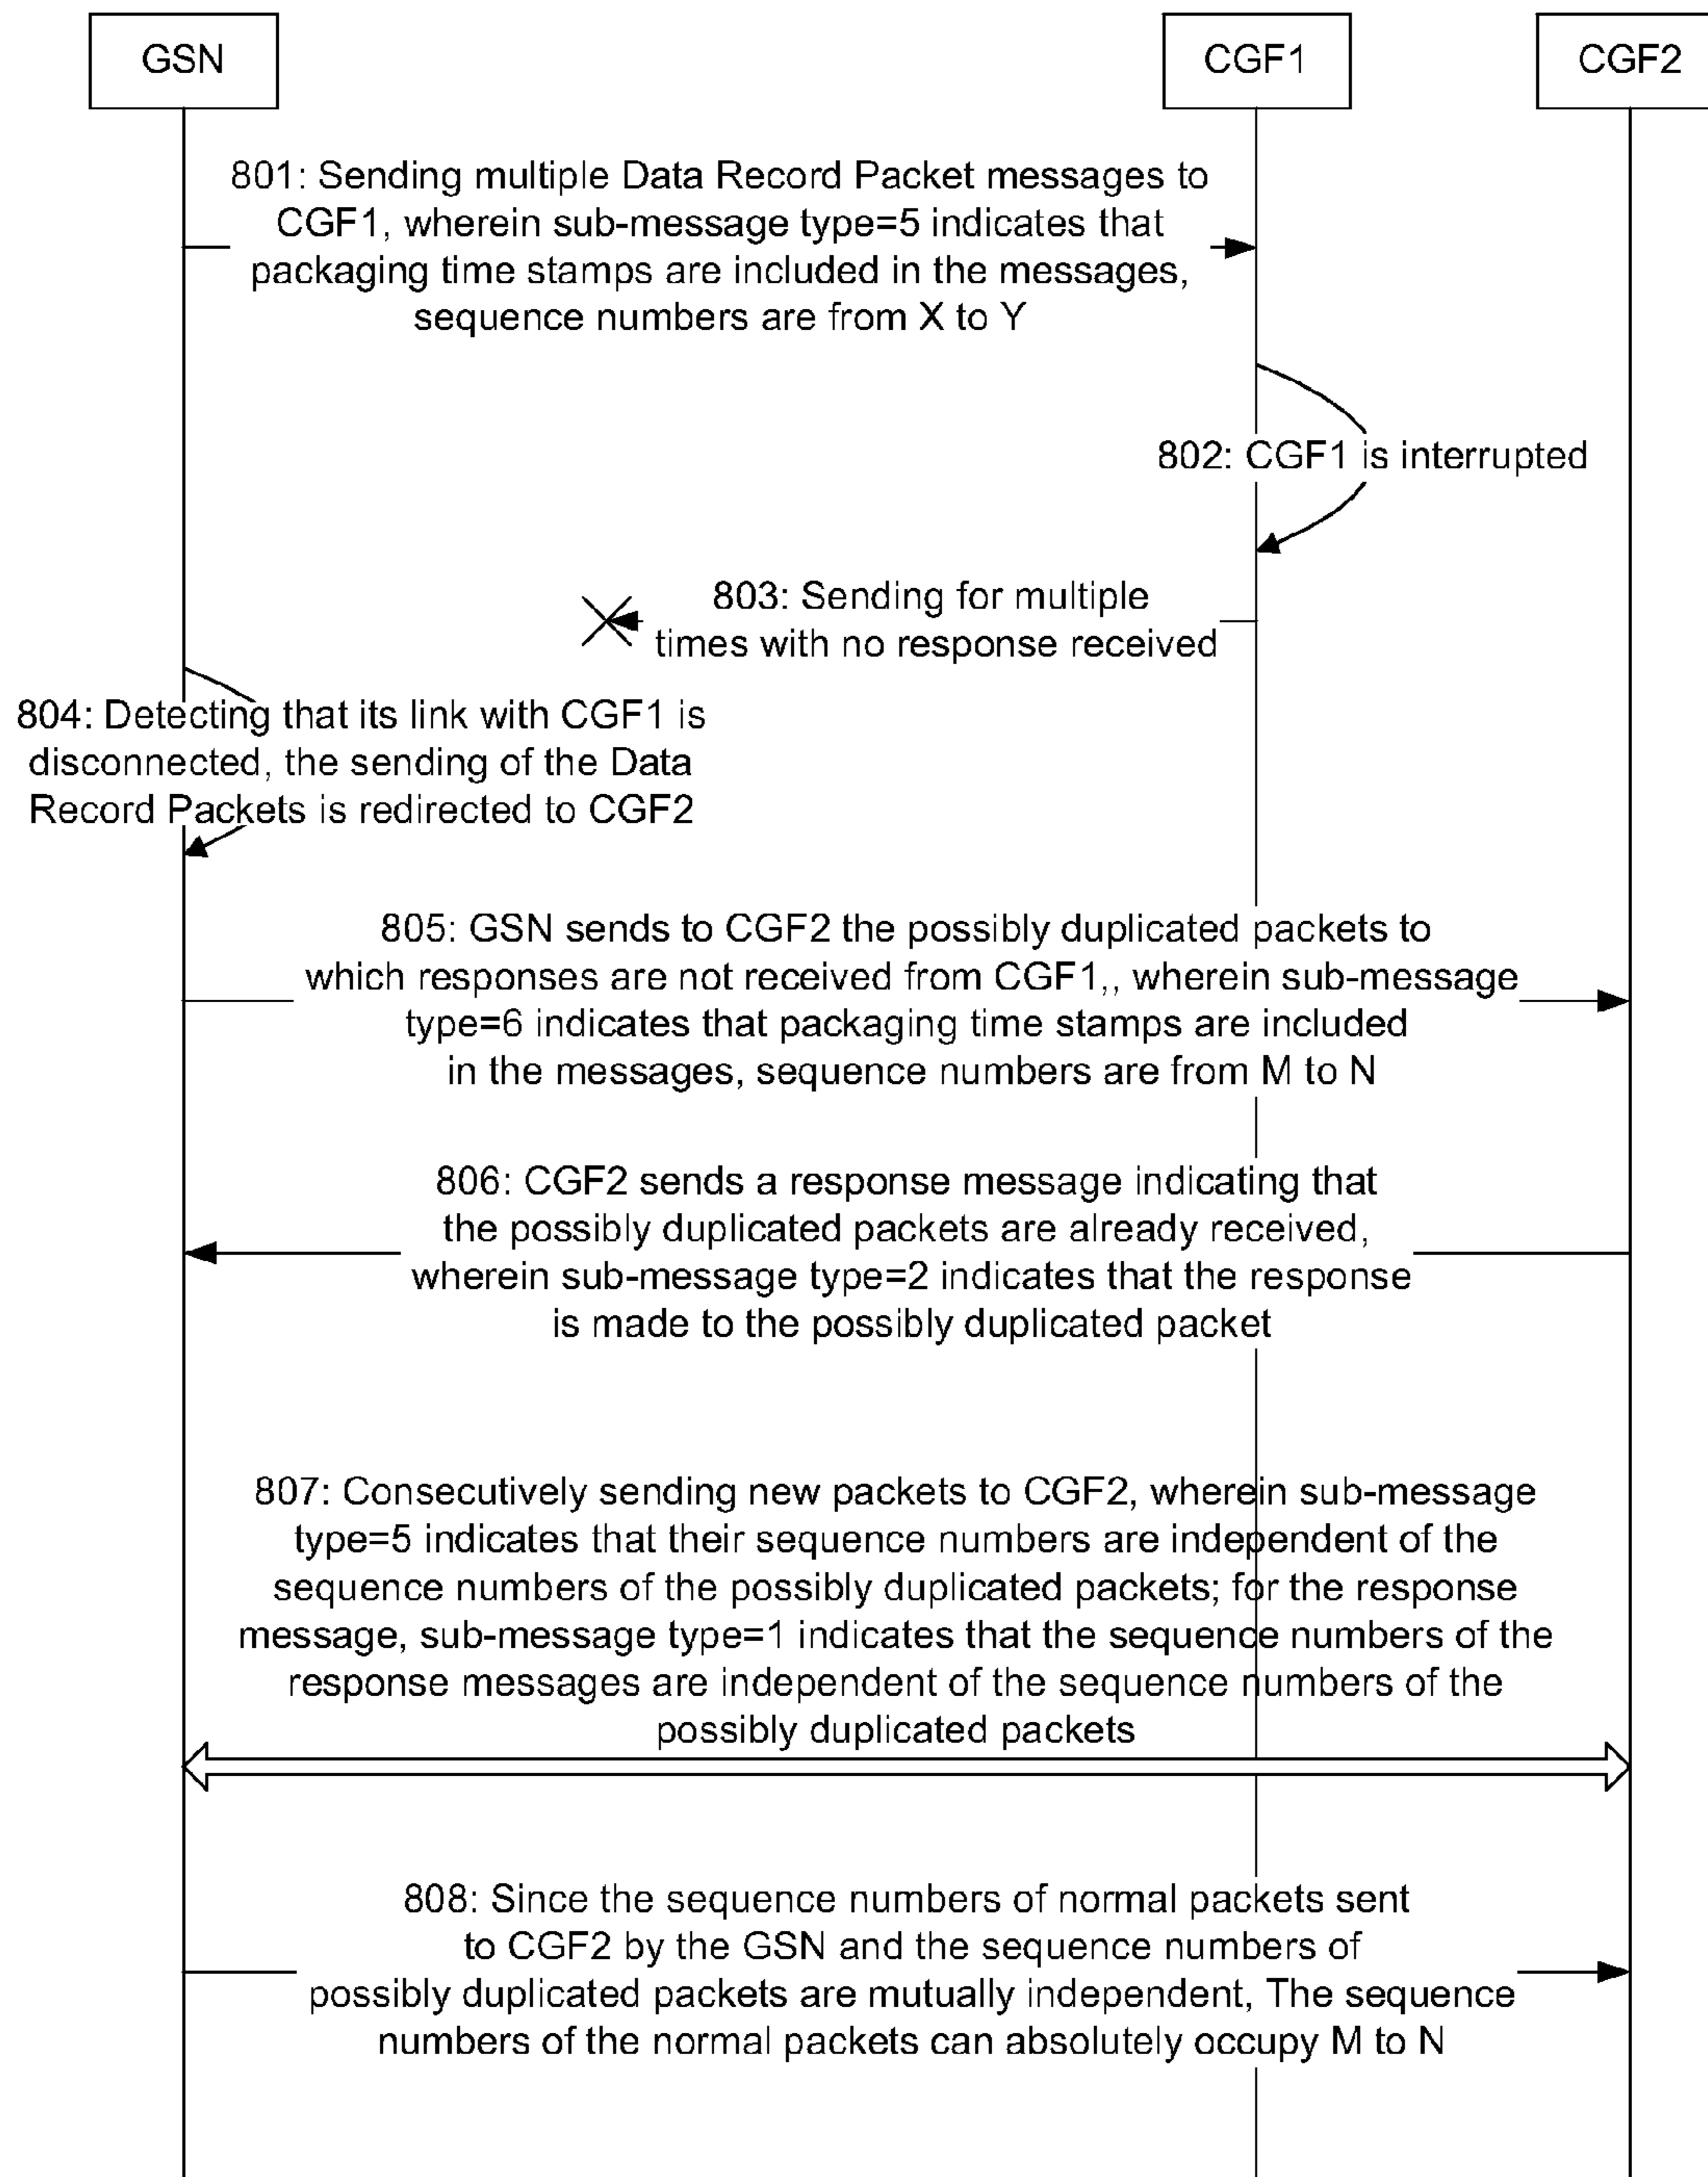 GSN
CGF1
CGF2
801: Sending multiple Data Record Packet messages to
CGF1, wherein sub-message type=5 indicates that
packaging time stamps are included in the messages,
sequence numbers are from X to Y
802: CGF1 is interrupted
803: Sending for multiple
times with no response received
804: Detecting that its link with CGF1 is
disconnected, the sending of the Data
Record Packets is redirected to CGF2
805: GSN sends to CGF2 the possibly duplicated packets to
which responses are not received from CGF1,, wherein sub-message
type=6 indicates that packaging time stamps are included
in the messages, sequence numbers are from M to N
806: CGF2 sends a response message indicating that
the possibly duplicated packets are already received,
wherein sub-message type=2 indicates that the response
is made to the possibly duplicated packet
807: Consecutively sending new packets to CGF2, wherein sub-message
type=5 indicates that their sequence numbers are independent of the
sequence numbers of the possibly duplicated packets; for the response
message, sub-message type=1 indicates that the sequence numbers of the
response messages are independent of the sequence numbers of the
possibly duplicated packets
808: Since the sequence numbers of normal packets sent
to CGF2 by the GSN and the sequence numbers of
possibly duplicated packets are mutually independent, The sequence
numbers of the normal packets can absolutely occupy M to N